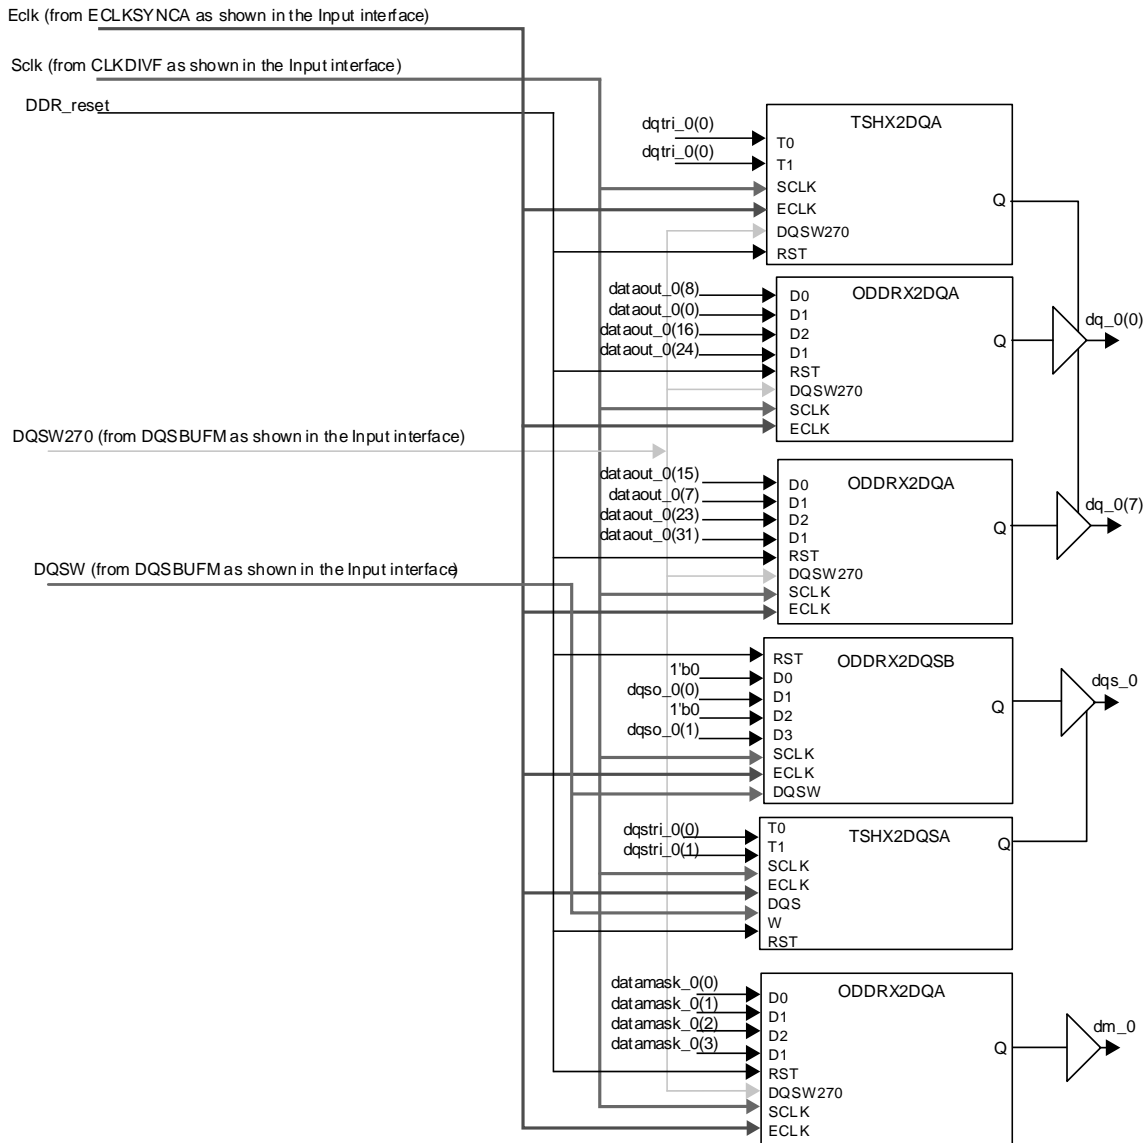 Eclk (from ECLKSYNCA as shown in the Input interface)
Sclk (from CLKDIVF as shown in the Input interface)
DDR_reset
TSHX2DQA
dqtri_0(0)
dqtri_0(0)
T0
T1
SCLK
ECLK
DQSW270
RST
Q
ODDRX2DQA
dataout_0(8)
dataout_0(0)
dataout_0(16)
dataout_0(24)
D0
D1
D2
D1
RST
DQSW270
SCLK
ECLK
Q
dq_0(0)
DQSW270 (from DQSBUFM as shown in the Input interface)
ODDRX2DQA
dataout_0(15)
dataout_0(7)
dataout_0(23)
dataout_0(31)
D0
D1
D2
D1
RST
DQSW270
SCLK
ECLK
Q
dq_0(7)
DQSW (from DQSBUFM as shown in the Input interface)
ODDRX2DQSB
1'b0
dqso_0(0)
1'b0
dqso_0(1)
RST
D0
D1
D2
D3
SCLK
ECLK
DQSW
Q
dqs_0
TSHX2DQSA
dqstri_0(0)
dqstri_0(1)
T0
T1
SCLK
ECLK
DQS
W
RST
Q
ODDRX2DQA
datamask_0(0)
datamask_0(1)
datamask_0(2)
datamask_0(3)
D0
D1
D2
D1
RST
DQSW270
SCLK
ECLK
Q
dm_0